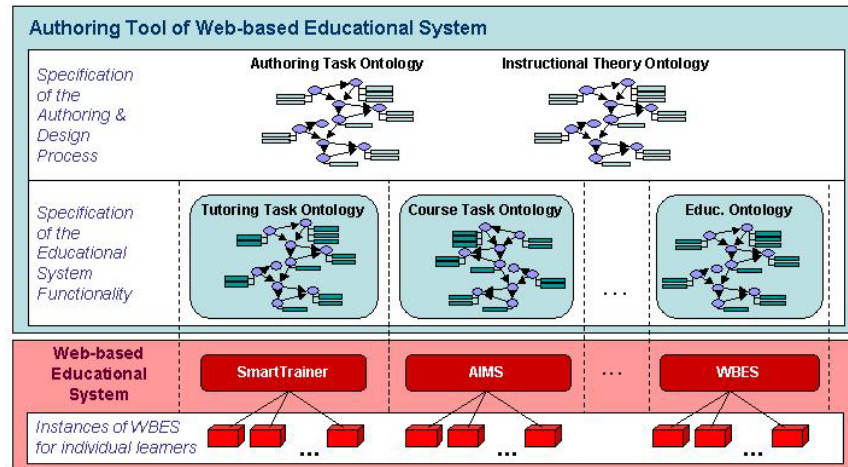 Authoring Tool of Web-based Educational System
Specification
of the
Authoring &
Design
Process
Authoring Task Ontology
Instructional Theory Ontology
Specification
of the
Educational
System
Functionality
Tutoring Task Ontology
Course Task Ontology
...
Educ. Ontology
Web-based
Educational
System
SmartTrainer
AIMS
...
WBES
Instances of WBES
for individual learners
...
...
...